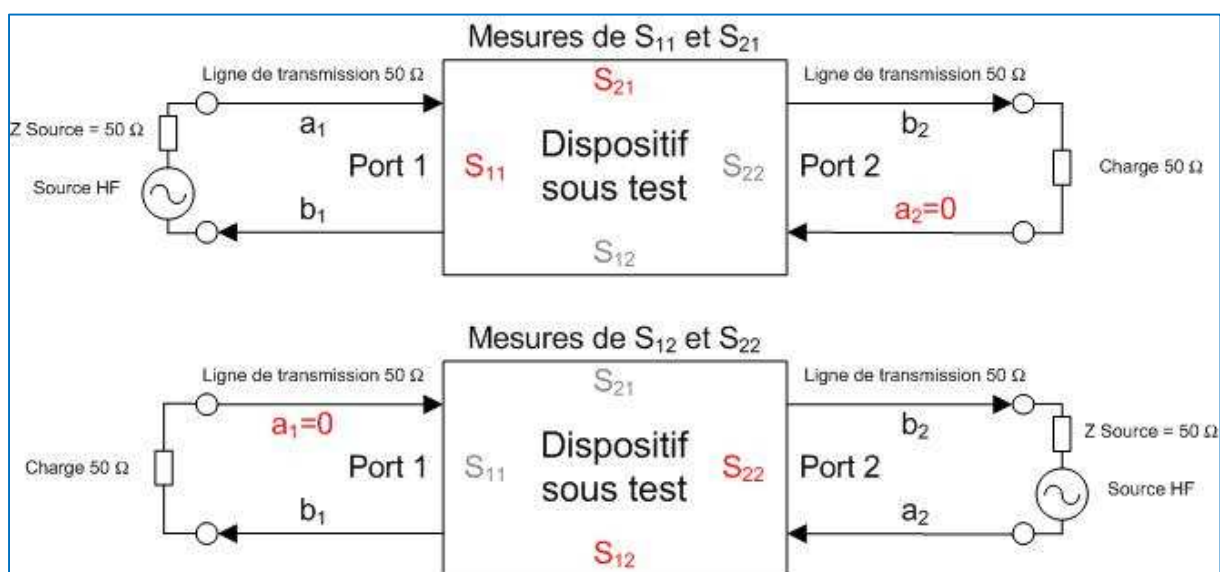 Mesures de S11 et S21
Ligne de transmission 50 Ω
S21
Ligne de transmission 50 Ω
Z Source = 50 Ω
a1
b2
Port 1
S11
Dispositif
sous test
S22
Port 2
Charge 50 Ω
Source HF
b1
a2=0
S12
Mesures de S12 et S22
Ligne de transmission 50 Ω
S21
Ligne de transmission 50 Ω
a1=0
b2
Z Source = 50 Ω
Charge 50 Ω
Port 1
S11
Dispositif
sous test
S22
Port 2
Source HF
b1
a2
S12